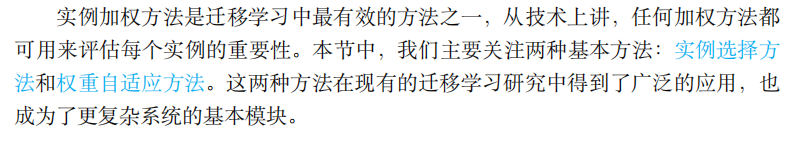 实例加权方法是迁移学习中最有效的方法之一，从技术上讲，任何加权方法都
可用来评估每个实例的重要性。本节中，我们主要关注两种基本方法：实例选择方
法和权重自适应方法。这两种方法在现有的迁移学习研究中得到了广泛的应用，也
成为了更复杂系统的基本模块。